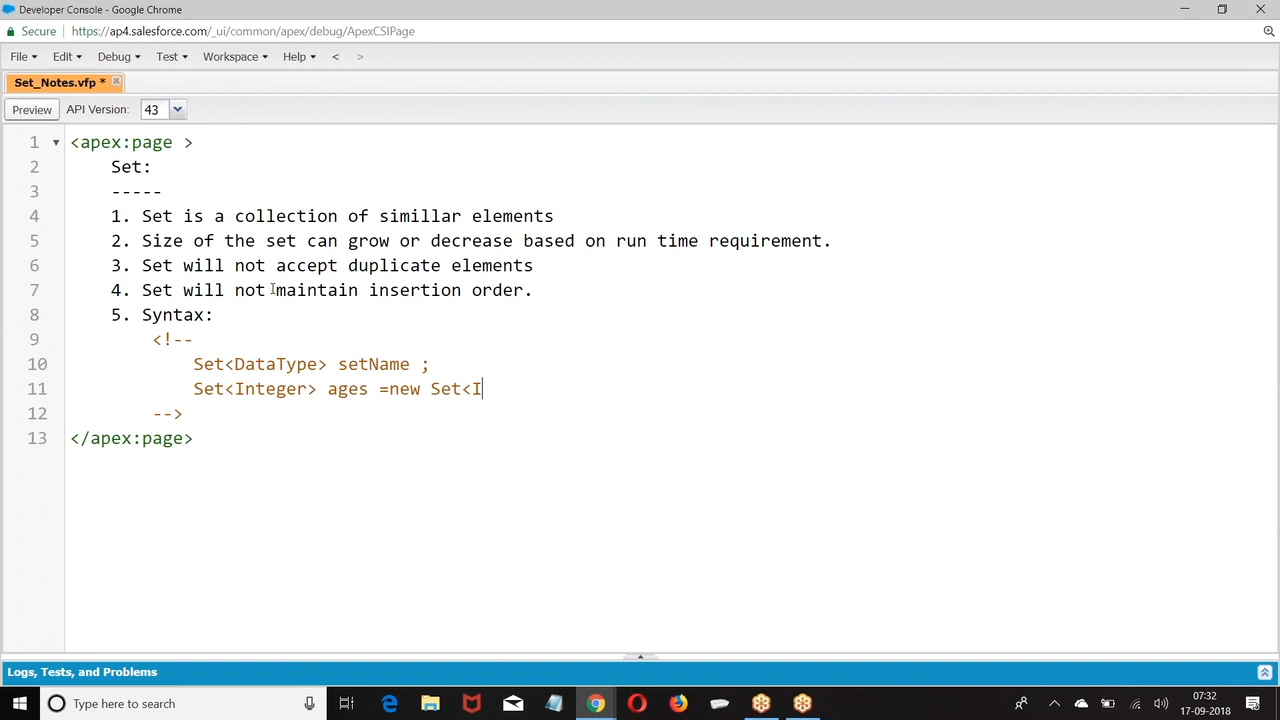 Developer Console - Google Chrome
Secure https://ap4.salesforce.com/_ui/common/apex/debug/ApexCSIPage
File Edit Debug Test Workspace Help < >
Set_Notes.vfp *
Preview API Version: 43
1 <apex:page >
2 Set:
3 -----
4 1. Set is a collection of simillar elements
5 2. Size of the set can grow or decrease based on run time requirement.
6 3. Set will not accept duplicate elements
7 4. Set will not maintain insertion order.
8 5. Syntax:
9 <!--
10 Set<DataType> setName ;
11 Set<Integer> ages =new Set<I
12 -->
13 </apex:page>
Logs, Tests, and Problems
Type here to search
07:32
17-09-2018